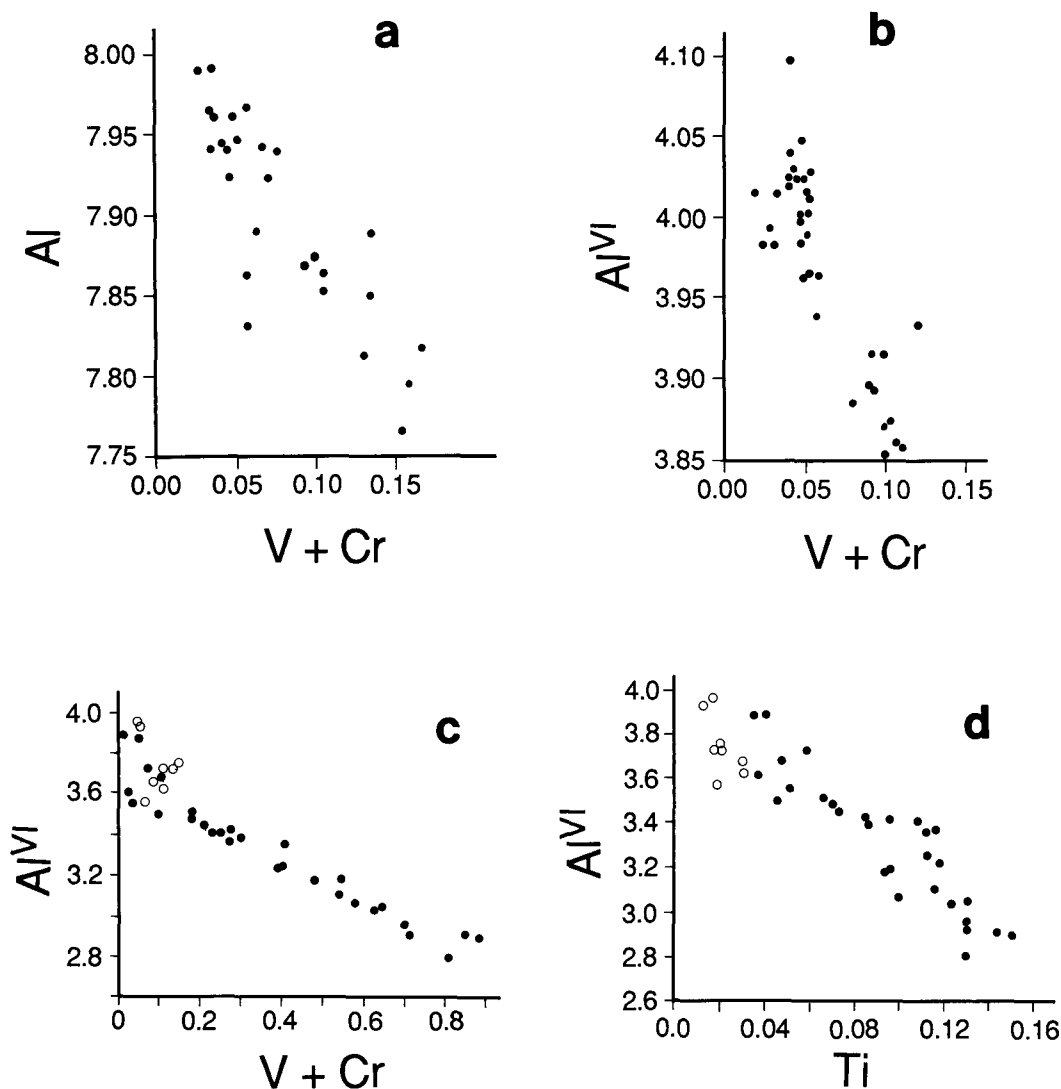 a
8.00
7.95
7.90
7.85
7.80
7.75
Al
0.00 0.05 0.10 0.15
V + Cr
b
4.10
4.05
4.00
3.95
3.90
3.85
Al^VI
0.00 0.05 0.10 0.15
V + Cr
c
4.0
3.6
3.2
2.8
Al^VI
0 0.2 0.4 0.6 0.8
V + Cr
d
4.0
3.8
3.6
3.4
3.2
3.0
2.8
2.6
Al^VI
0.0 0.04 0.08 0.12 0.16
Ti